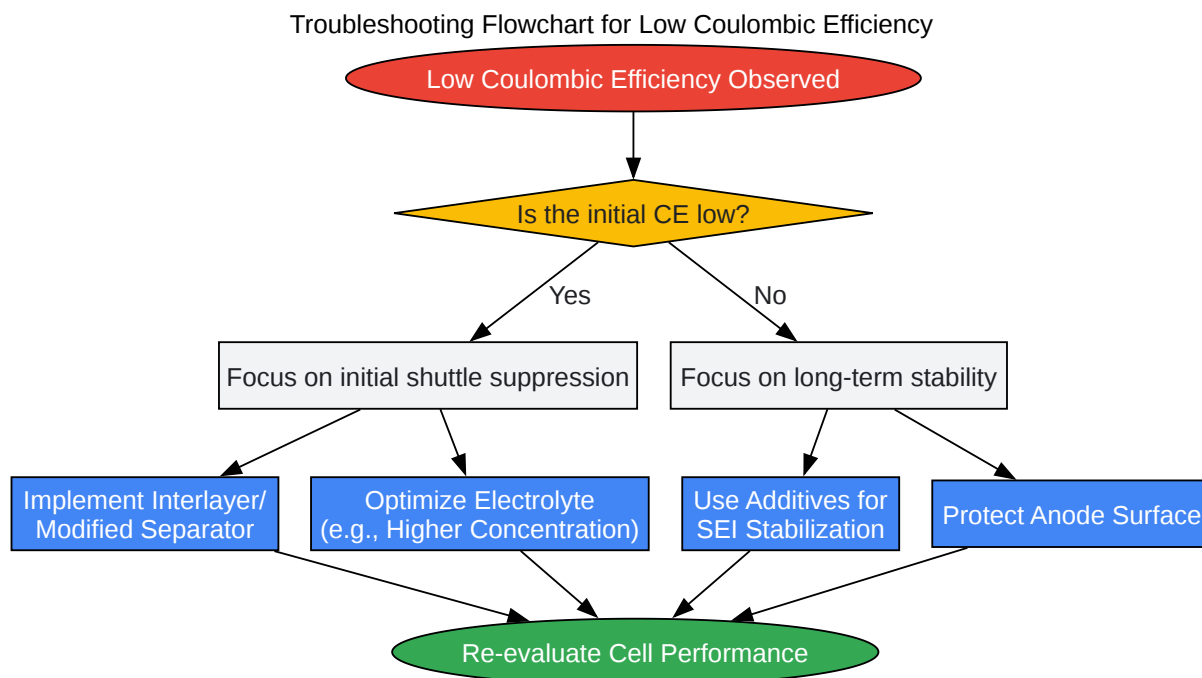 Troubleshooting Flowchart for Low Coulombic Efficiency
Low Coulombic Efficiency Observed
Is the initial CE low?
Yes
No
Focus on initial shuttle suppression
Focus on long-term stability
Implement Interlayer/
Modified Separator
Optimize Electrolyte
(e.g., Higher Concentration)
Use Additives for
SEI Stabilization
Protect Anode Surface
Re-evaluate Cell Performance